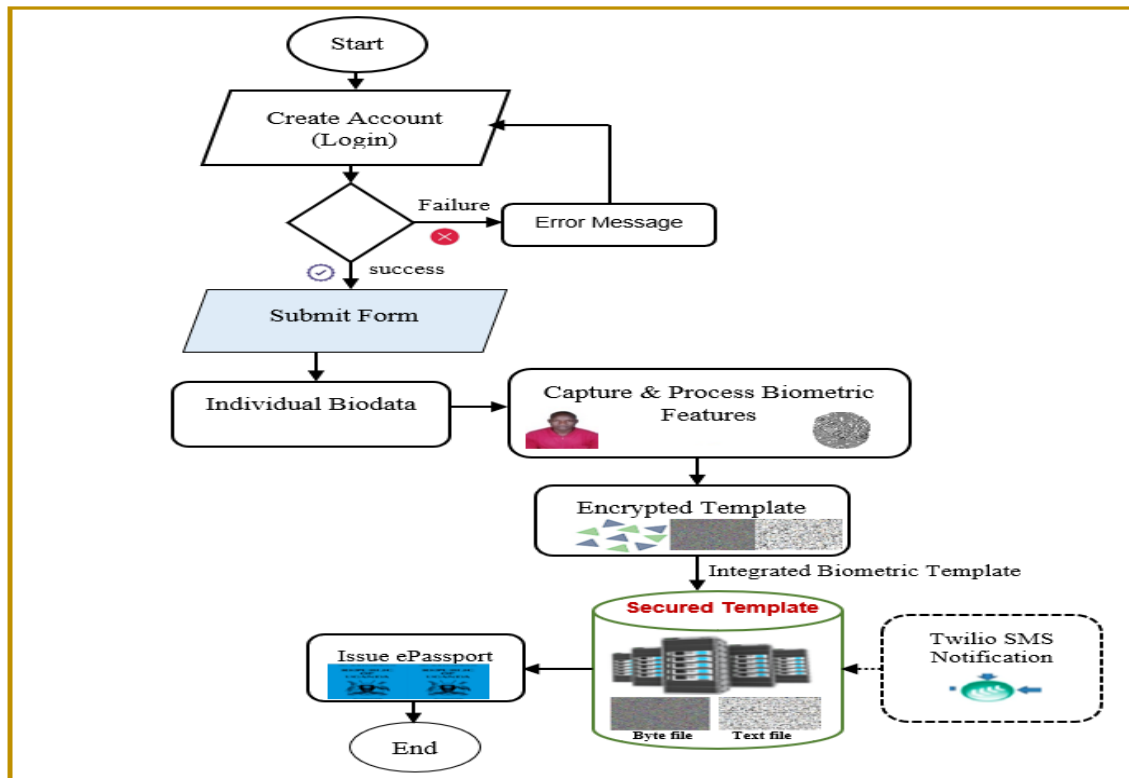 Start
Create Account
(Login)
Failure
Error Message
success
Submit Form
Individual Biodata
Capture & Process Biometric
Features
Encrypted Template
Integrated Biometric Template
Secured Template
Byte file
Text file
Twilio SMS
Notification
Issue ePassport
End